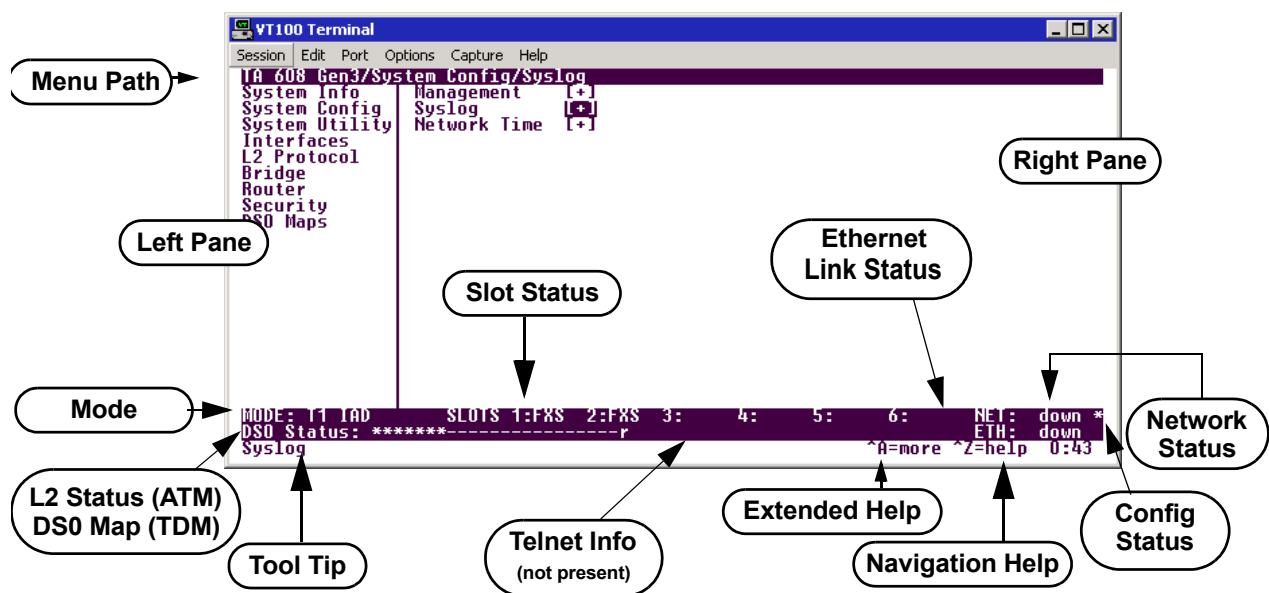 VT100 Terminal
Session Edit Port Options Capture Help
Menu Path
TA 608 Gen3/System Config/Syslog
System Info Management [+]
System Config Syslog [+]
System Utility Network Time [+]
Interfaces
L2 Protocol
Bridge
Router
Security
DS0 Maps
Right Pane
Left Pane
Ethernet
Link Status
Slot Status
Mode
MODE: T1 IAD SLOTS 1:FXS 2:FXS 3: 4: 5: 6: NET: down *
DS0 Status: *******-----------------r ETH: down
Syslog ^A=more ^Z=help 0:43
Network
Status
L2 Status (ATM)
DS0 Map (TDM)
Tool Tip
Telnet Info
(not present)
Extended Help
Navigation Help
Config
Status